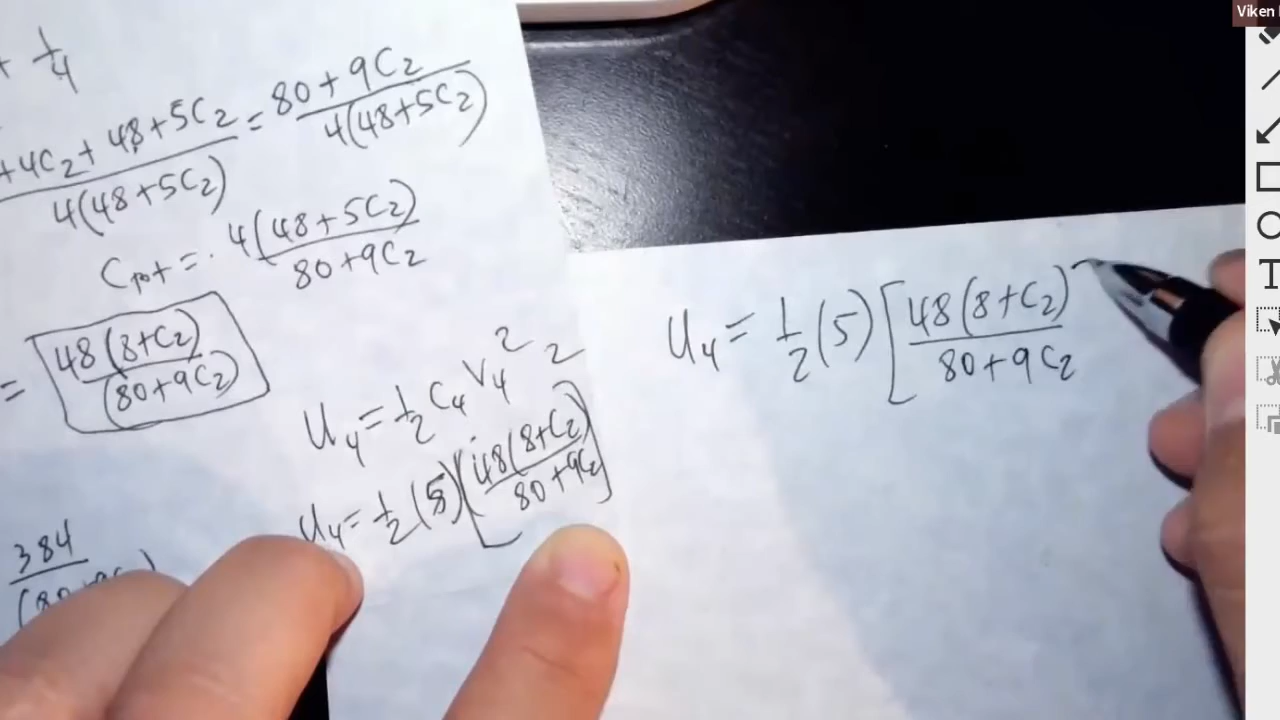 + 1/4
+4C₂ + 48+5C₂ / 4(48+5C₂) = 80+9C₂ / 4(48+5C₂)
Cₜₒₜ = 4(48+5C₂) / 80+9C₂
= 48(8+C₂) / (80+9C₂)
U₄ = 1/2 C₄ V₄²
U₄ = 1/2 (5) [48(8+C₂) / 80+9C₂]²
384
U₄ = 1/2 (5) [48(8+C₂) / 80+9C₂
Viken
T